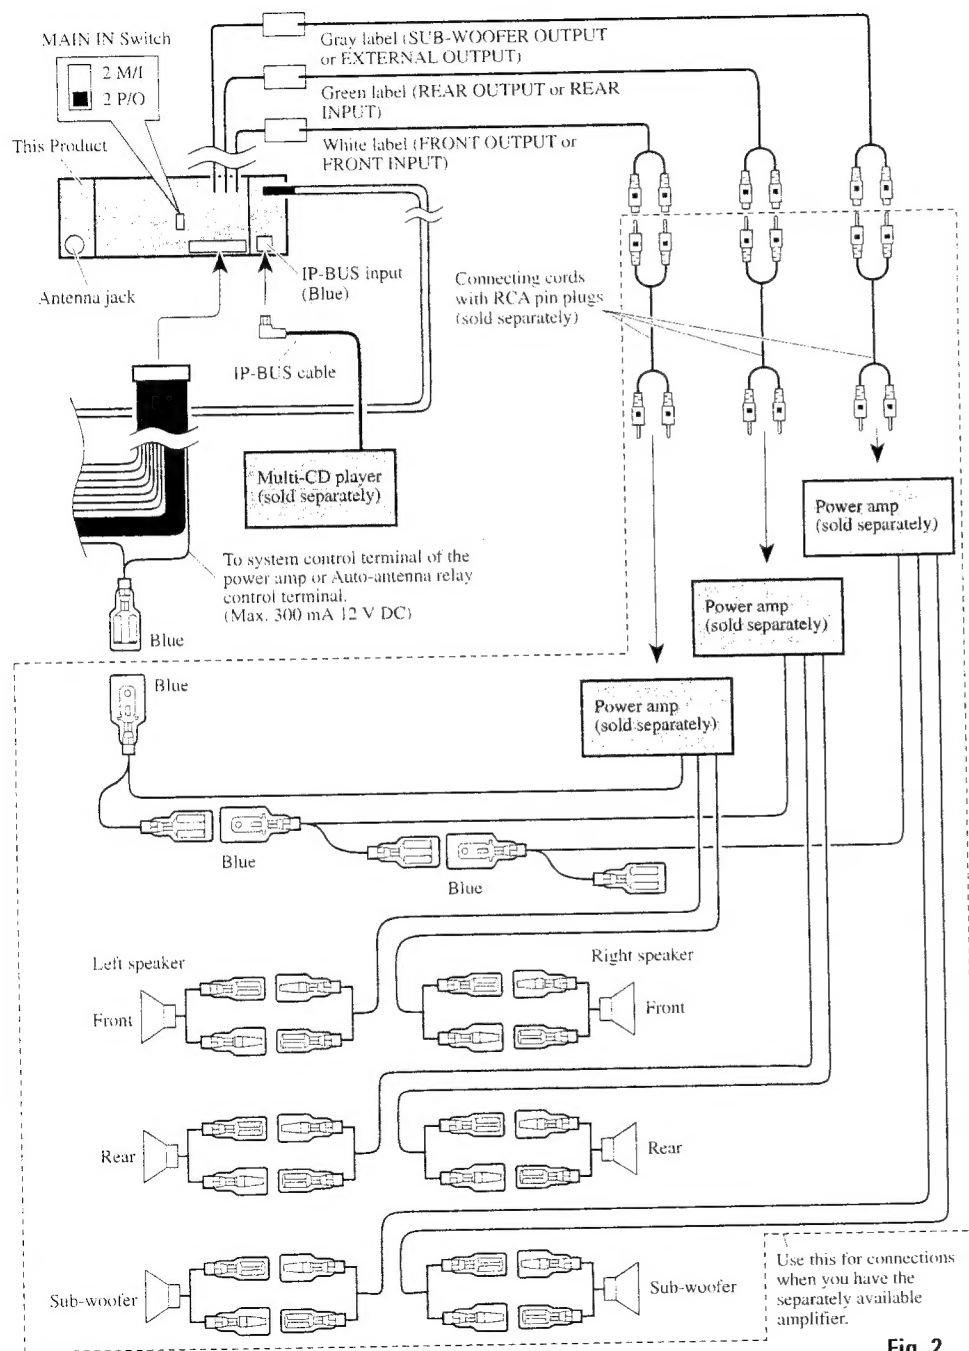 MAIN IN Switch
2 M/I
2 P/O
This Product
Gray label (SUB-WOOFER OUTPUT
or EXTERNAL OUTPUT)
Green label (REAR OUTPUT or REAR
INPUT)
White label (FRONT OUTPUT or
FRONT INPUT)
Antenna jack
IP-BUS input
(Blue)
IP-BUS cable
Connecting cords
with RCA pin plugs
(sold separately)
Multi-CD player
(sold separately)
Power amp
(sold separately)
To system control terminal of the
power amp or Auto-antenna relay
control terminal.
(Max. 300 mA 12 V DC)
Blue
Power amp
(sold separately)
Blue
Power amp
(sold separately)
Blue
Blue
Left speaker
Right speaker
Front
Front
Rear
Rear
Sub-woofer
Sub-woofer
Use this for connections
when you have the
separately available
amplifier.
Fig. 2